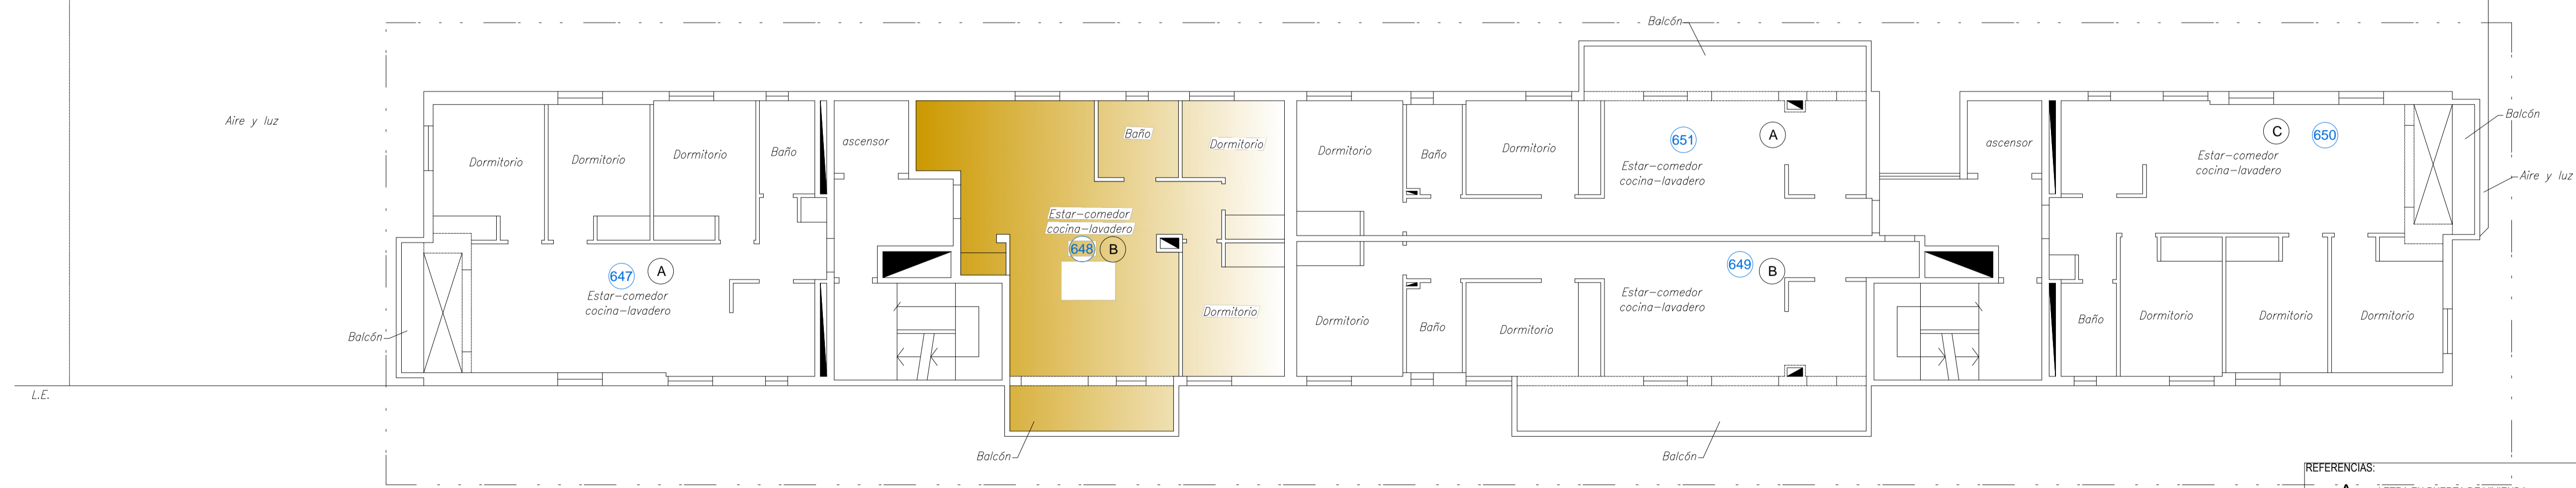 Aire y luz
L.E.
Balcón
Dormitorio
Dormitorio
Dormitorio
Baño
647
A
Estar-comedor
cocina-lavadero
ascensor
Baño
Dormitorio
Estar-comedor
cocina-lavadero
648
B
Dormitorio
Balcón
Balcón
Dormitorio
Baño
Dormitorio
651
A
Estar-comedor
cocina-lavadero
649
B
Estar-comedor
cocina-lavadero
Dormitorio
Baño
Dormitorio
Balcón
ascensor
C
650
Estar-comedor
cocina-lavadero
Balcón
Aire y luz
Baño
Dormitorio
Dormitorio
Dormitorio
REFERENCIAS: